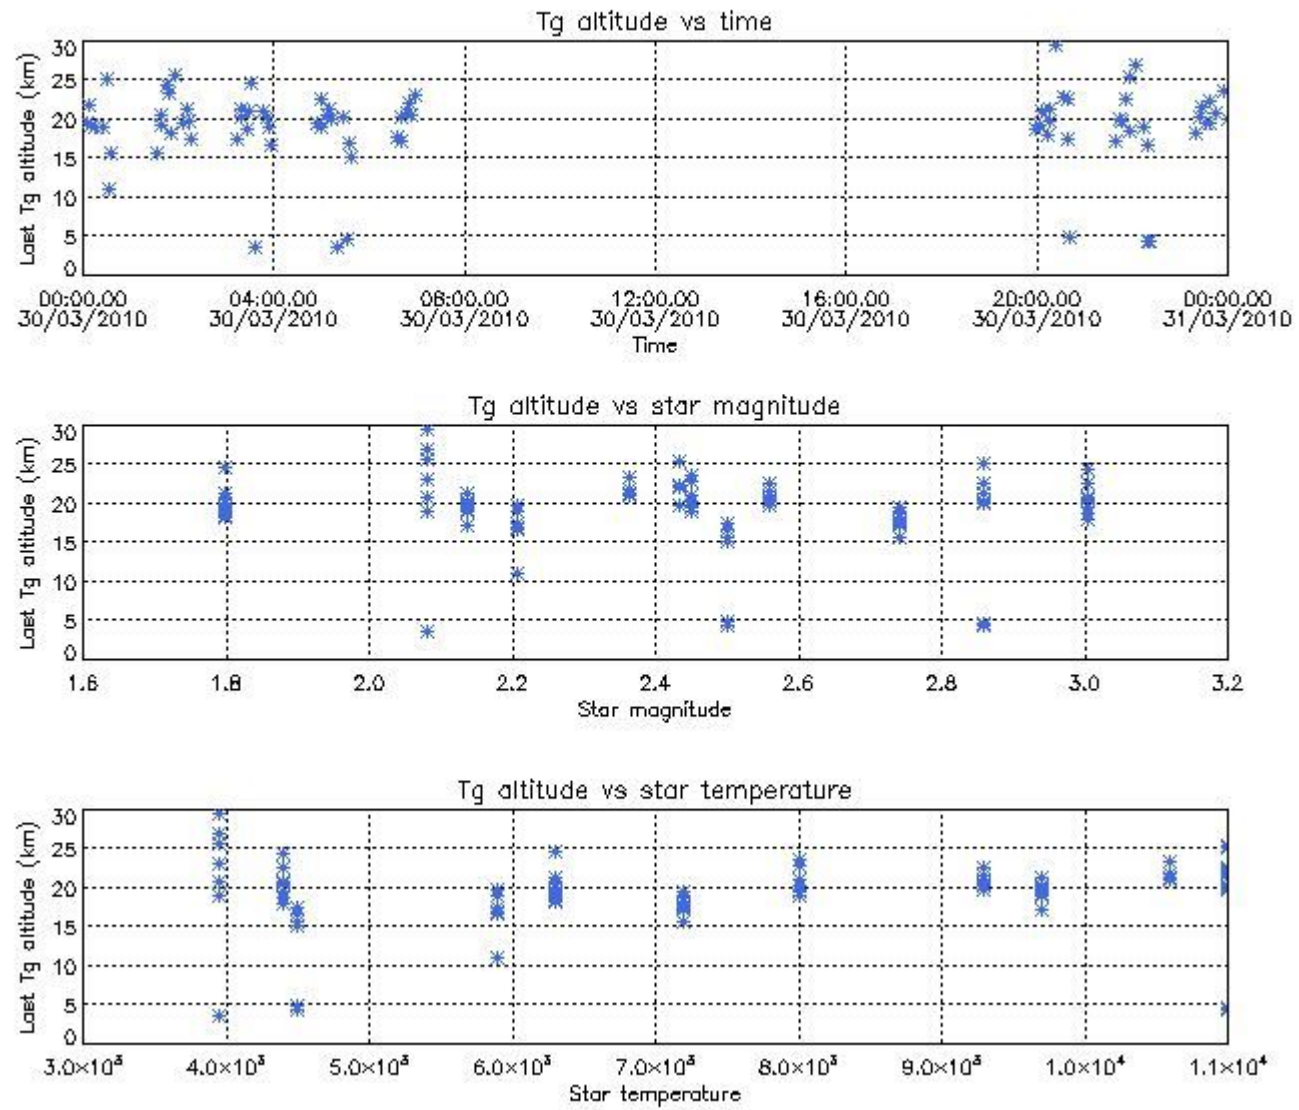 Tg altitude vs time
Last Tg altitude (km)
30
25
20
15
10
5
0
00:00.00 04:00.00 08:00.00 12:00.00 16:00.00 20:00.00 00:00.00
30/03/2010 30/03/2010 30/03/2010 30/03/2010 30/03/2010 30/03/2010 31/03/2010
Time
Tg altitude vs star magnitude
Last Tg altitude (km)
30
25
20
15
10
5
0
1.6 1.8 2.0 2.2 2.4 2.6 2.8 3.0 3.2
Star magnitude
Tg altitude vs star temperature
Last Tg altitude (km)
30
25
20
15
10
5
0
3.0×10³ 4.0×10³ 5.0×10³ 6.0×10³ 7.0×10³ 8.0×10³ 9.0×10³ 1.0×10⁴ 1.1×10⁴
Star temperature